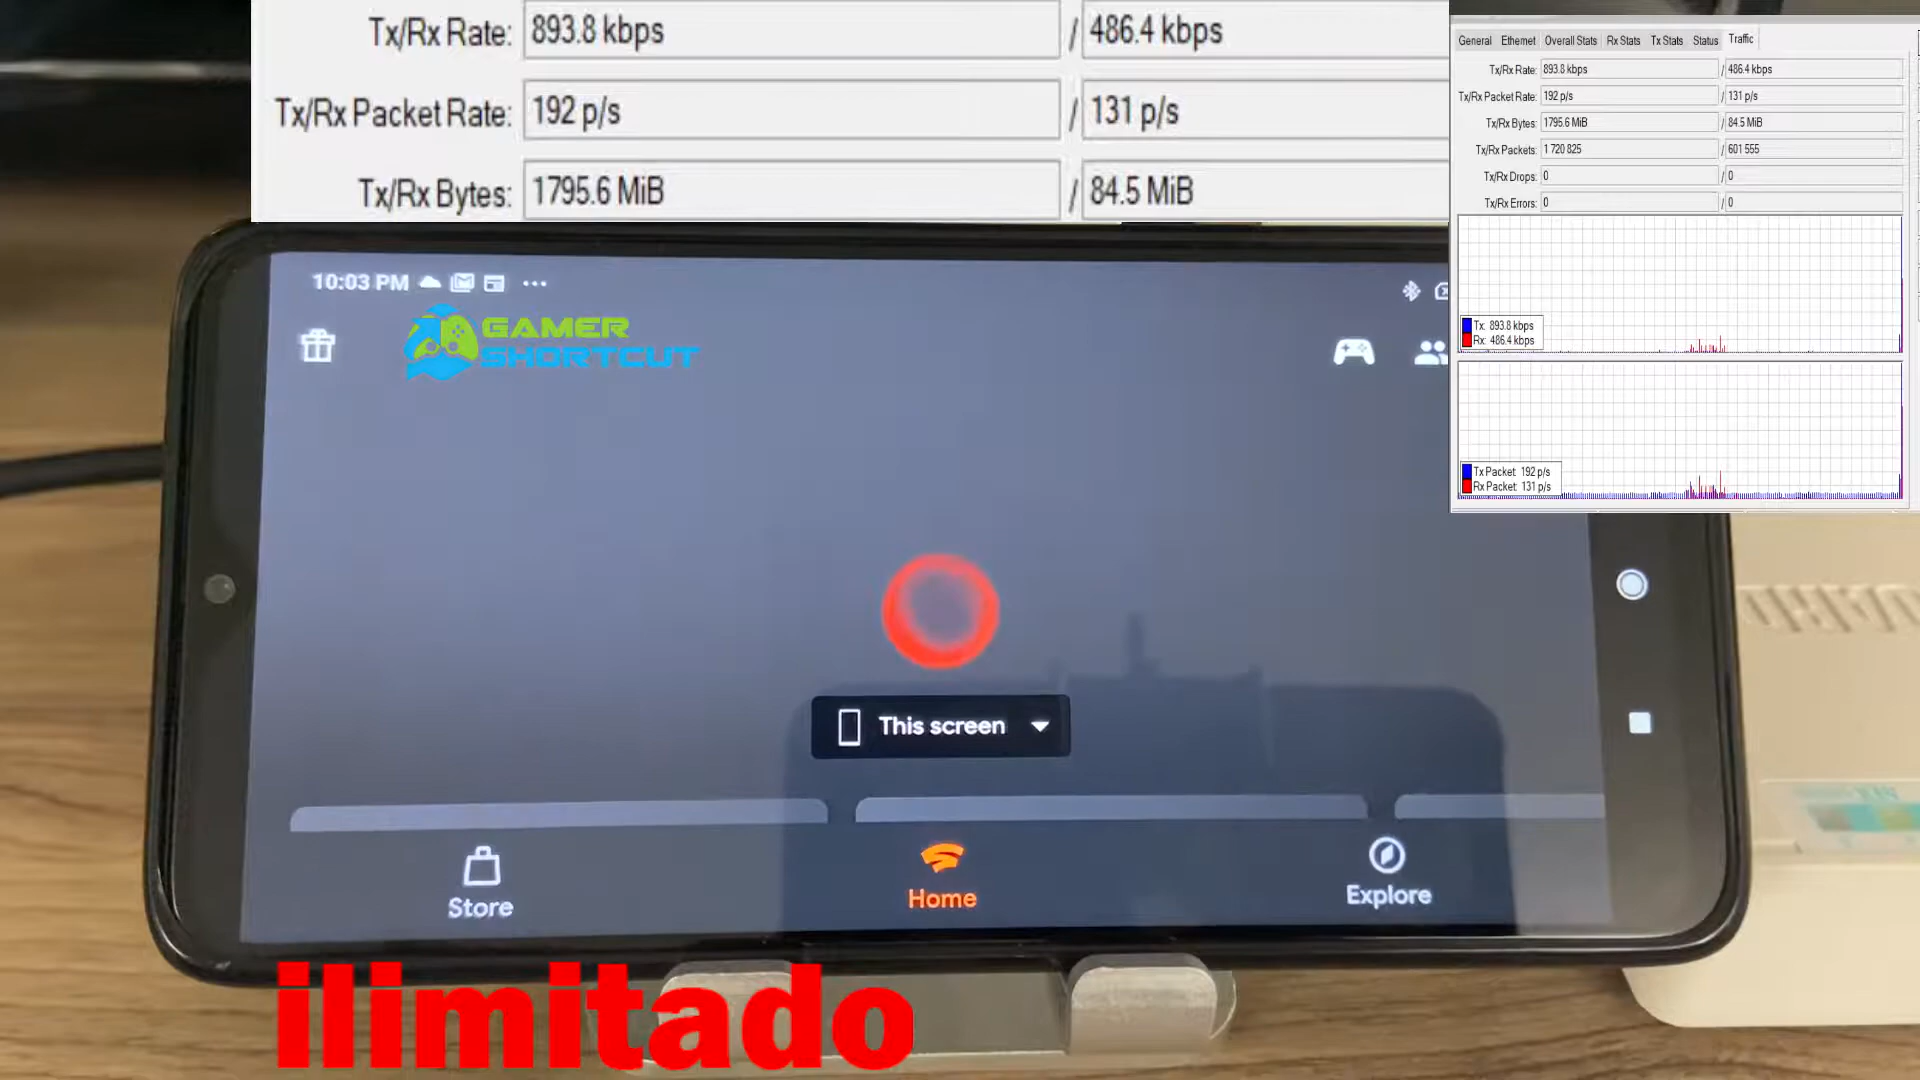 Tx/Rx Rate: 893.8 kbps / 486.4 kbps
Tx/Rx Packet Rate: 192 p/s / 131 p/s
Tx/Rx Bytes: 1795.6 MiB / 84.5 MiB
General Ethernet Overall Stats Rx Stats Tx Stats Status Traffic
Tx/Rx Rate: 893.8 kbps / 486.4 kbps
Tx/Rx Packet Rate: 192 p/s / 131 p/s
Tx/Rx Bytes: 1795.6 MiB / 84.5 MiB
Tx/Rx Packets: 1 720 825 / 601 555
Tx/Rx Drops: 0 / 0
Tx/Rx Errors: 0 / 0
Tx: 893.8 kbps
Rx: 486.4 kbps
Tx Packet: 192 p/s
Rx Packet: 131 p/s
10:03 PM
GAMER
SHORTCUT
This screen
Store
Home
Explore
ilimitado